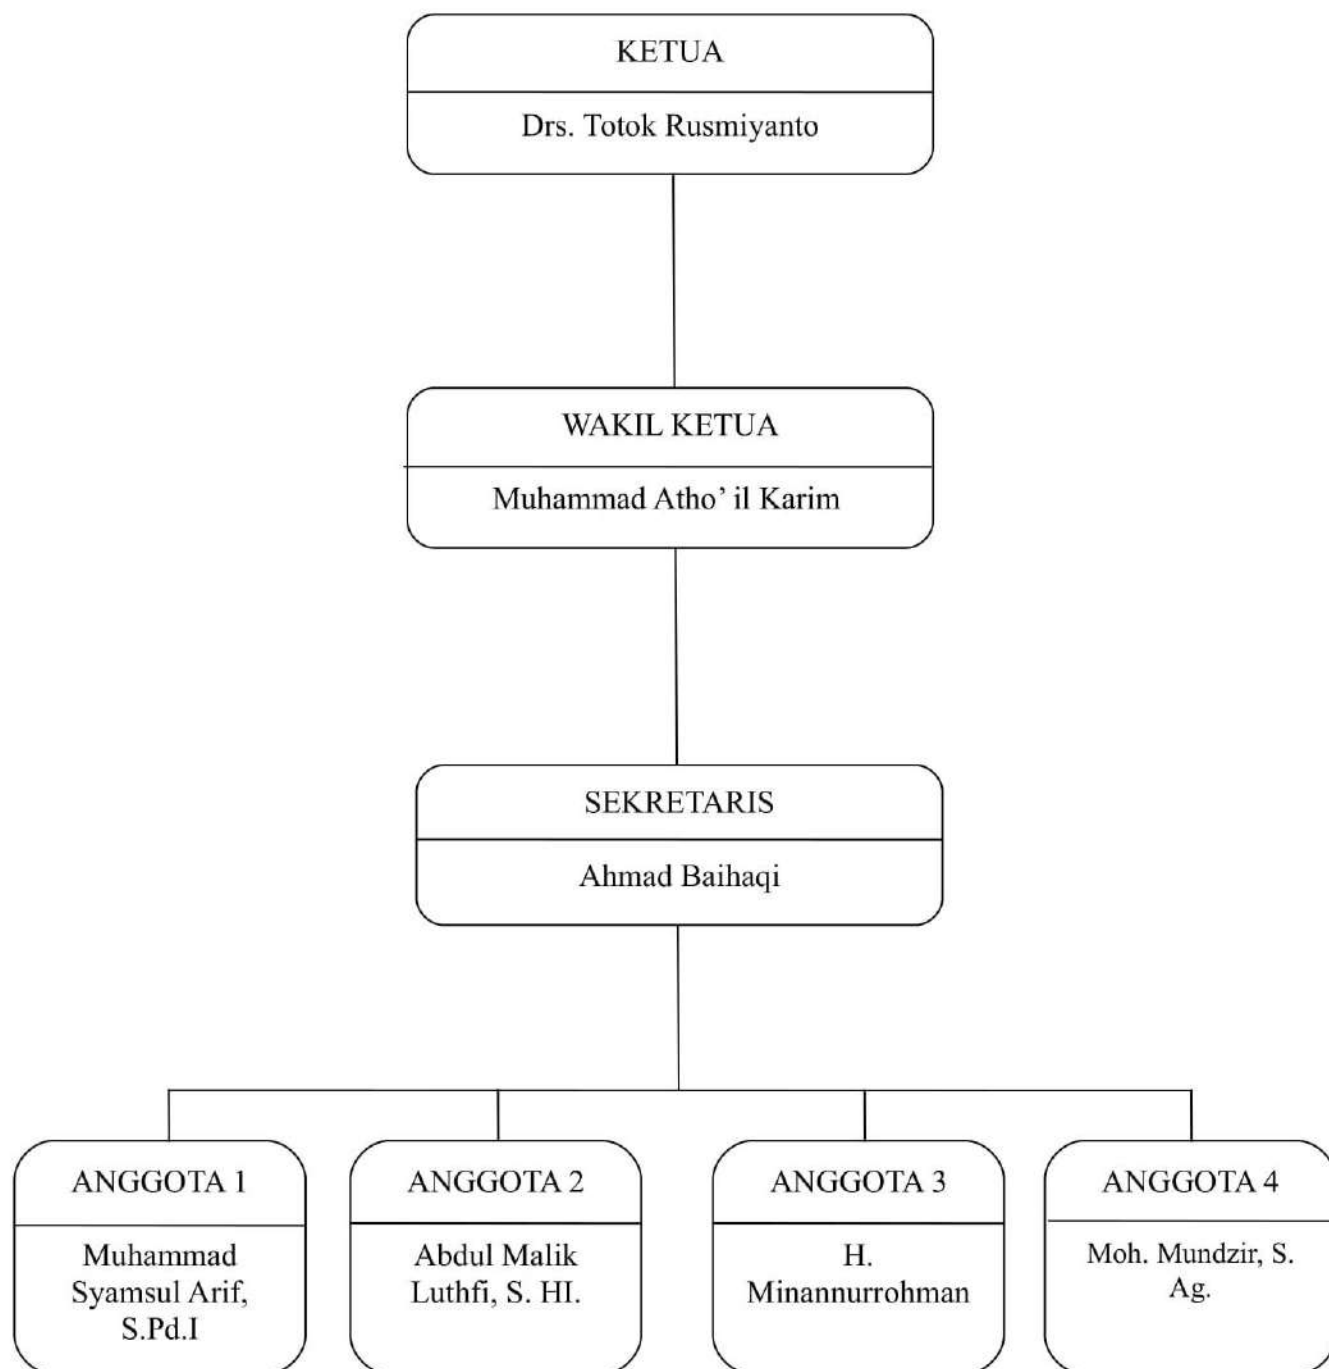 KETUA
Drs. Totok Rusmiyanto
WAKIL KETUA
Muhammad Atho’ il Karim
SEKRETARIS
Ahmad Baihaqi
ANGGOTA 1
Muhammad
Syamsul Arif,
S.Pd.I
ANGGOTA 2
Abdul Malik
Luthfi, S. HI.
ANGGOTA 3
H.
Minannurrohman
ANGGOTA 4
Moh. Mundzir, S.
Ag.